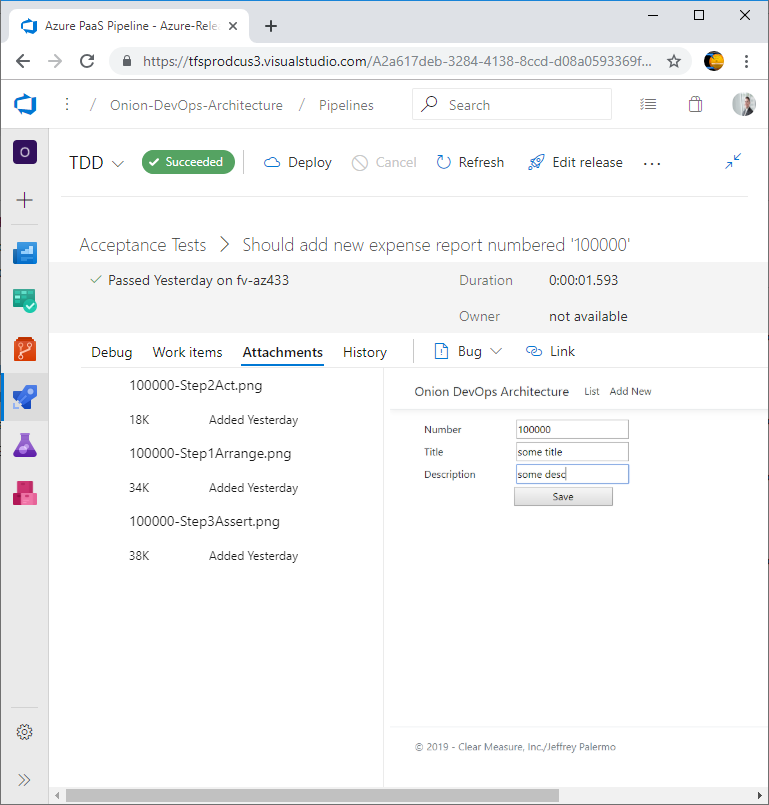 Azure PaaS Pipeline - Azure-Rele
https://tfsprodcus3.visualstudio.com/A2a617deb-3284-4138-8ccd-d08a0593369f...
/ Onion-DevOps-Architecture / Pipelines
Search
O
TDD Succeeded Deploy Cancel Refresh Edit release ...
Acceptance Tests > Should add new expense report numbered '100000'
Passed Yesterday on fv-az433
Duration 0:00:01.593
Owner not available
Debug Work items Attachments History Bug Link
100000-Step2Act.png
18K Added Yesterday
100000-Step1Arrange.png
34K Added Yesterday
100000-Step3Assert.png
38K Added Yesterday
Onion DevOps Architecture List Add New
Number 100000
Title some title
Description some desc
Save
© 2019 - Clear Measure, Inc./Jeffrey Palermo